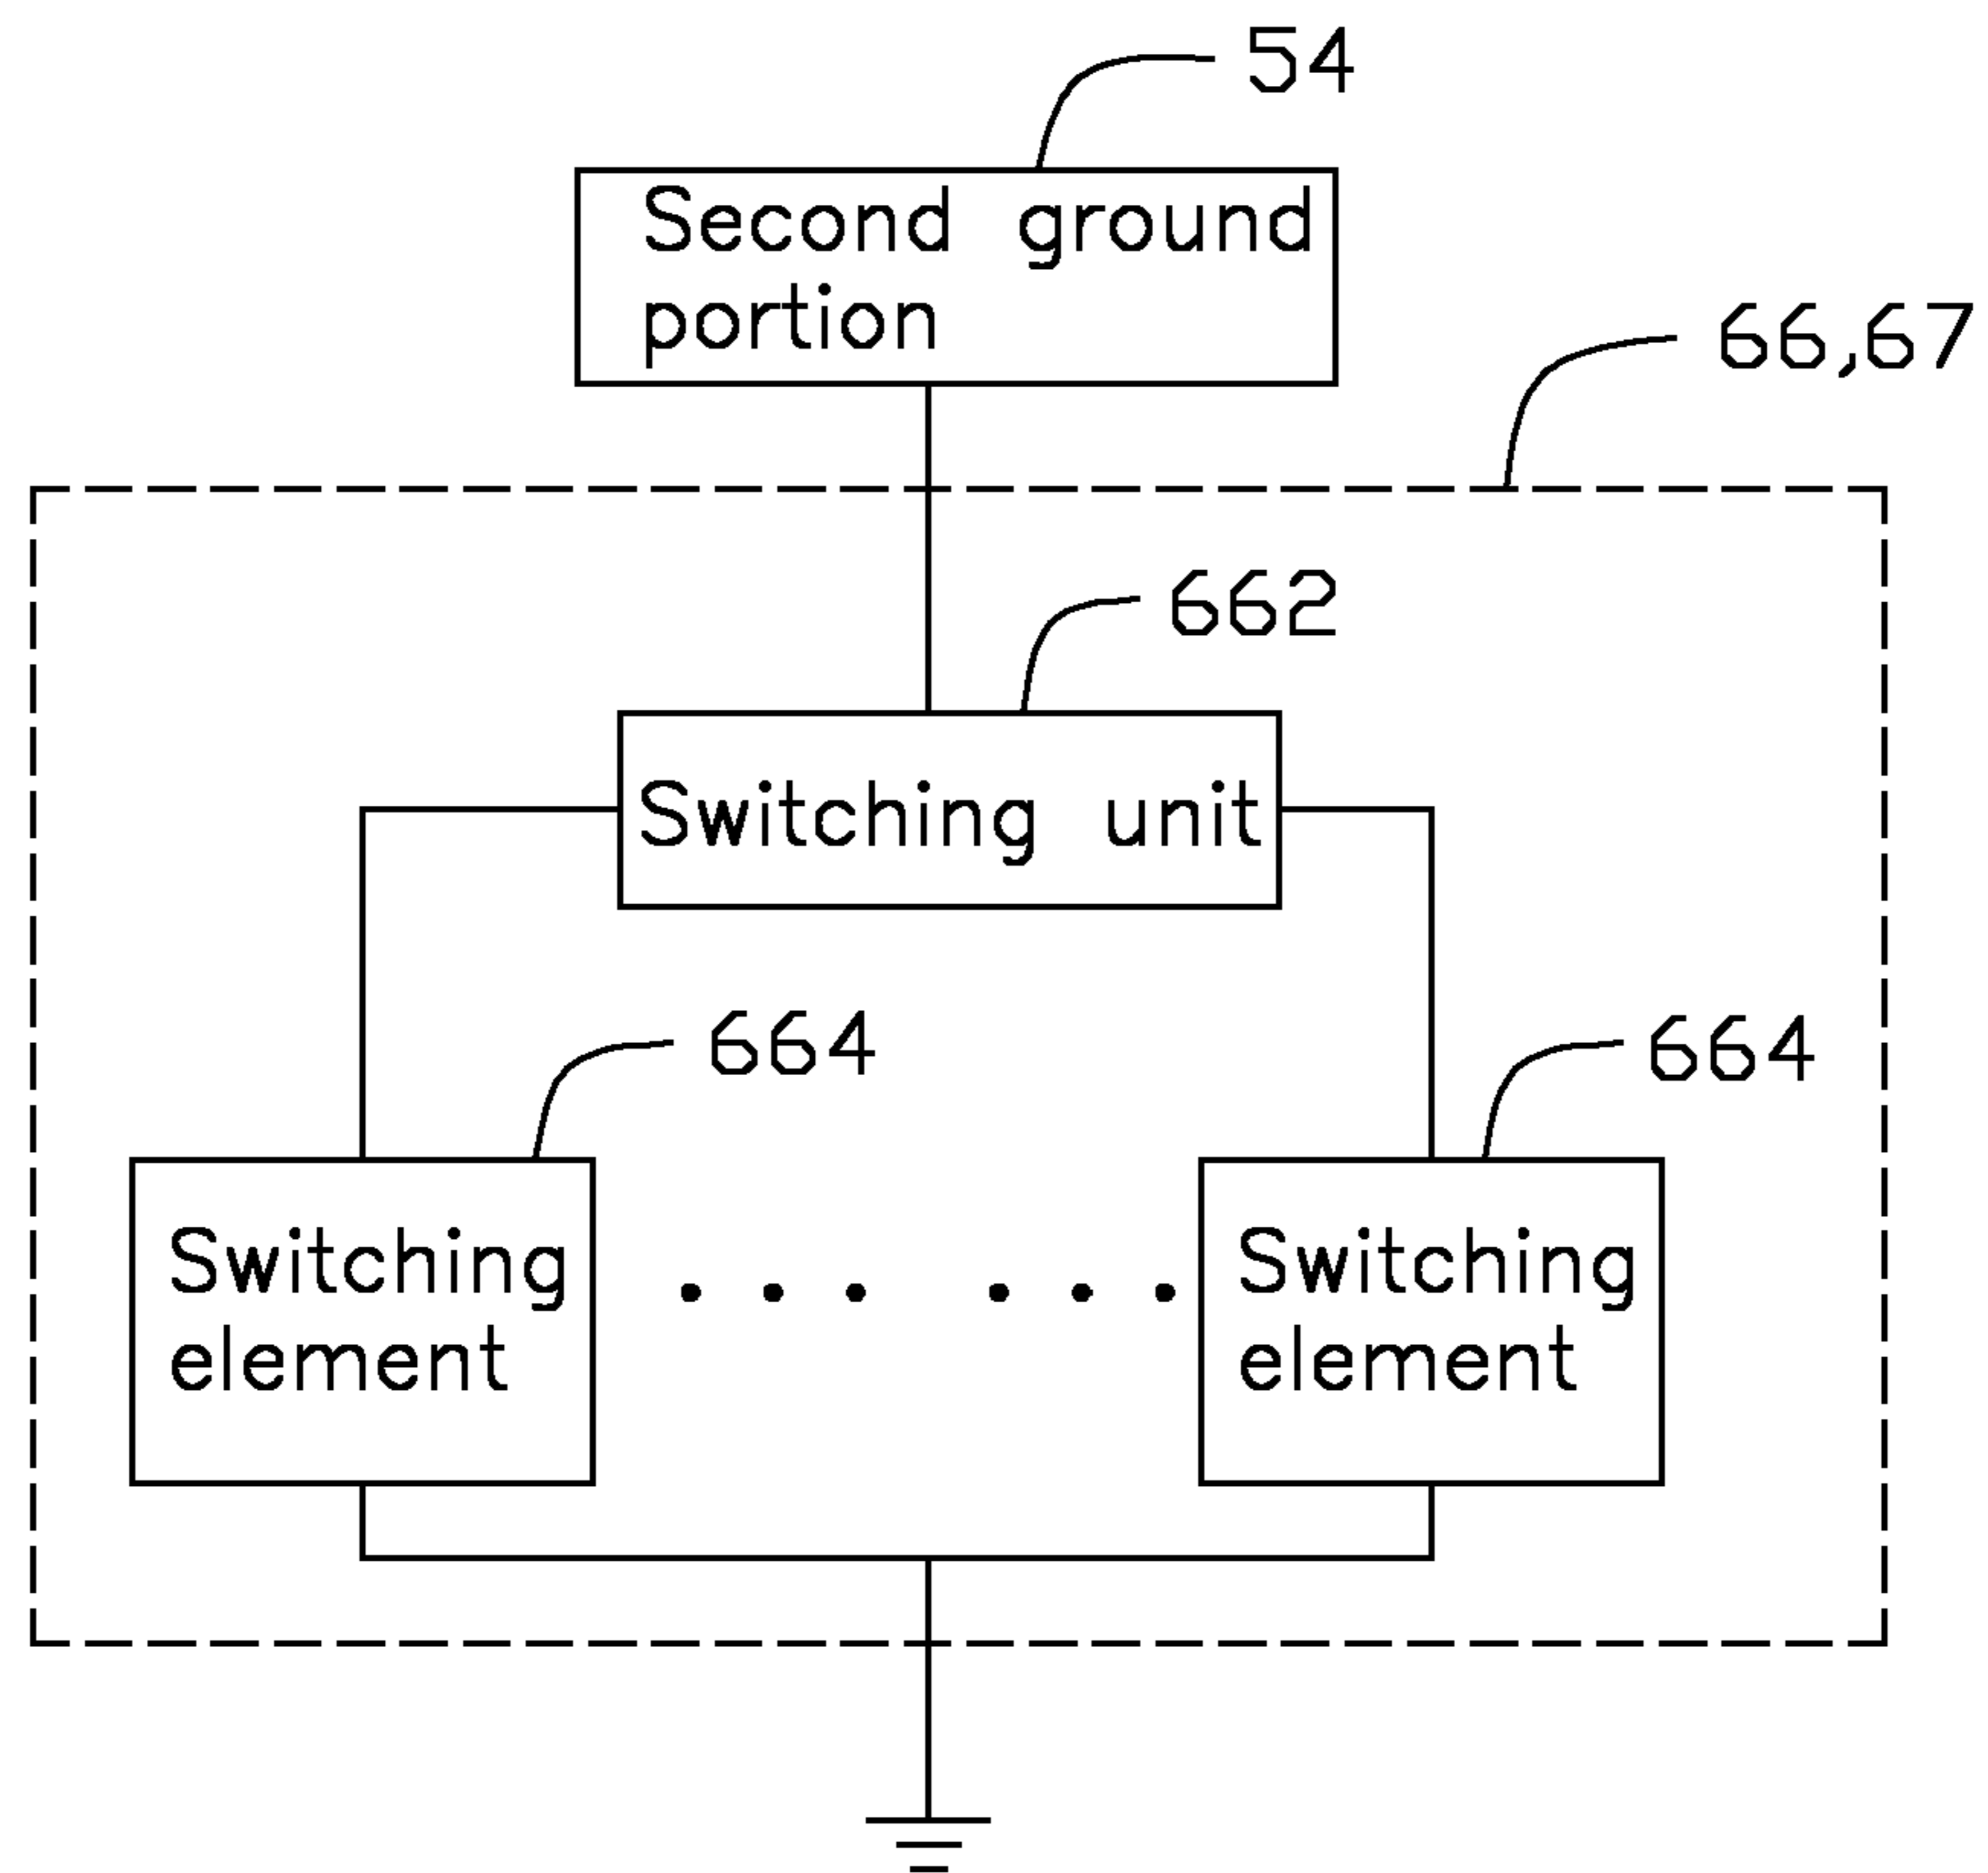 54
Second ground
portion
66,67
662
Switching unit
664
664
Switching
element
. . . . . .
Switching
element